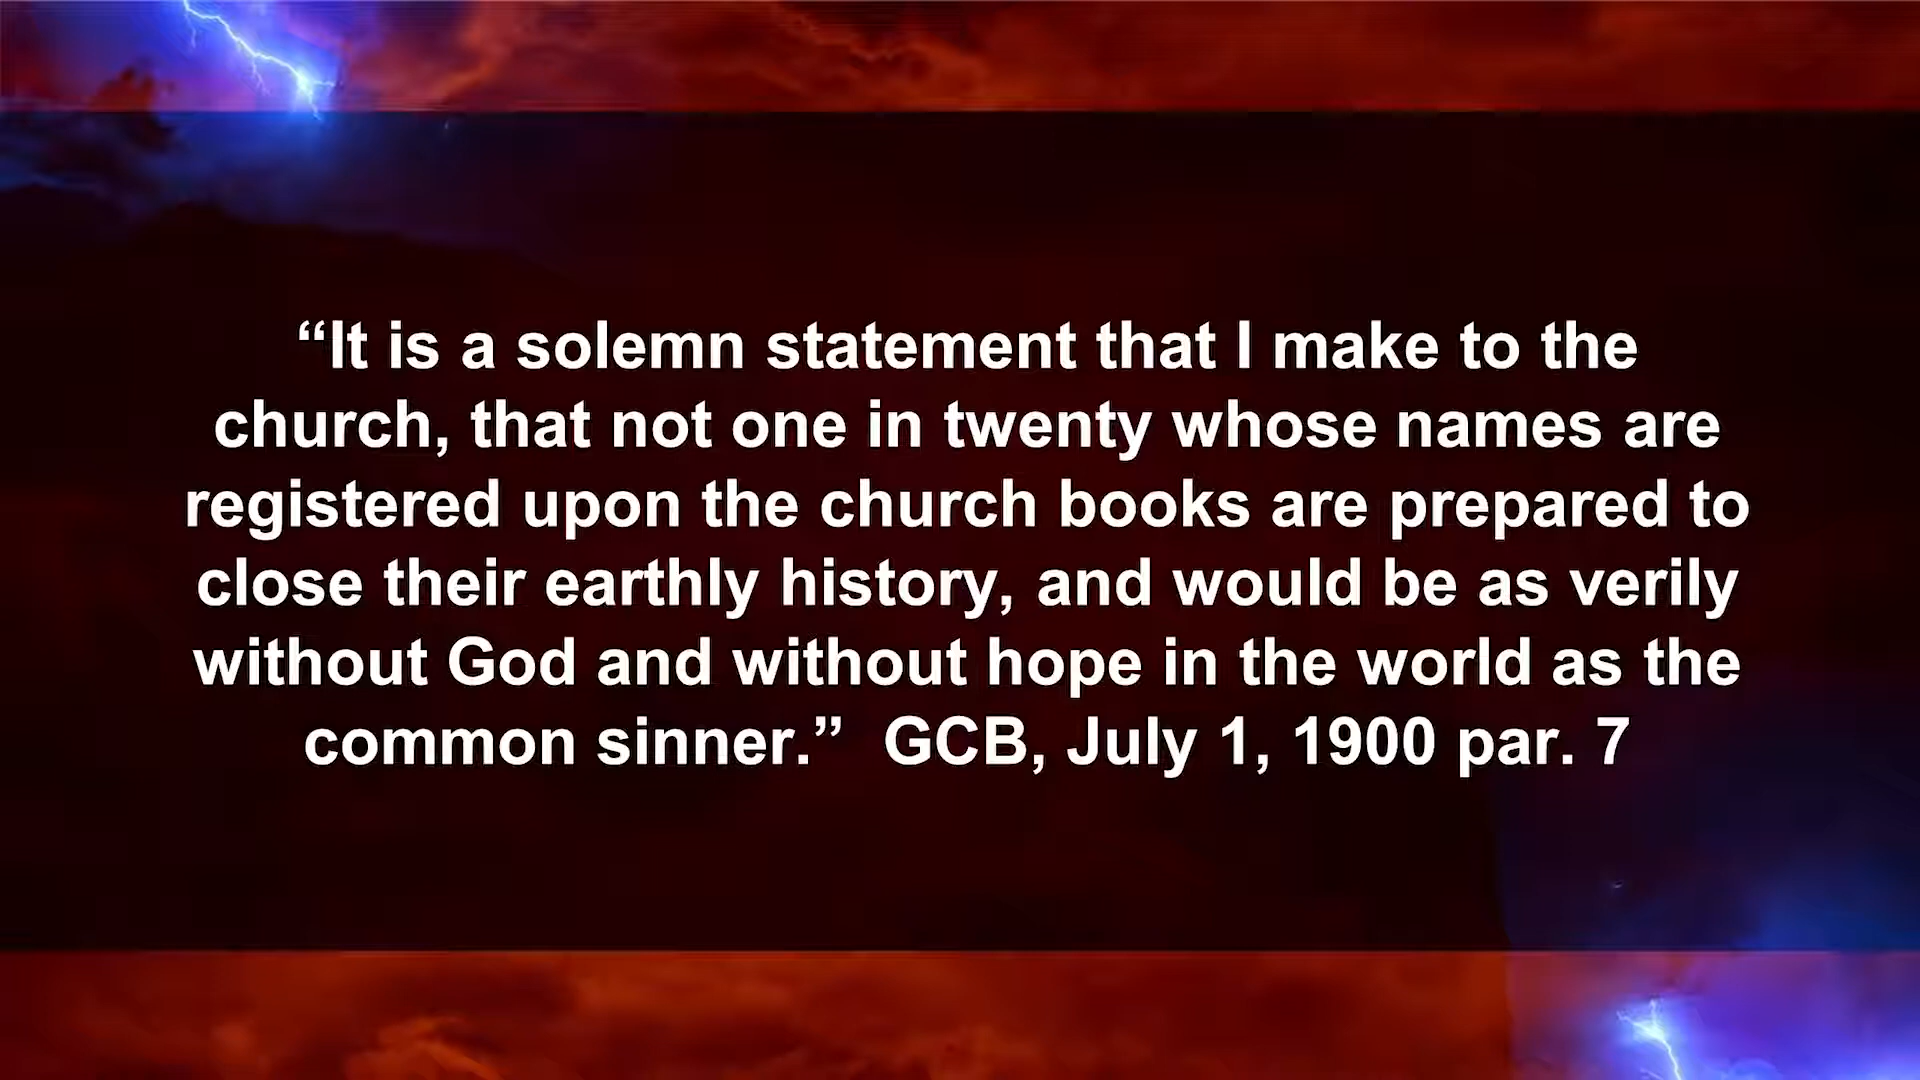 “It is a solemn statement that I make to the
church, that not one in twenty whose names are
registered upon the church books are prepared to
close their earthly history, and would be as verily
without God and without hope in the world as the
common sinner.”  GCB, July 1, 1900 par. 7